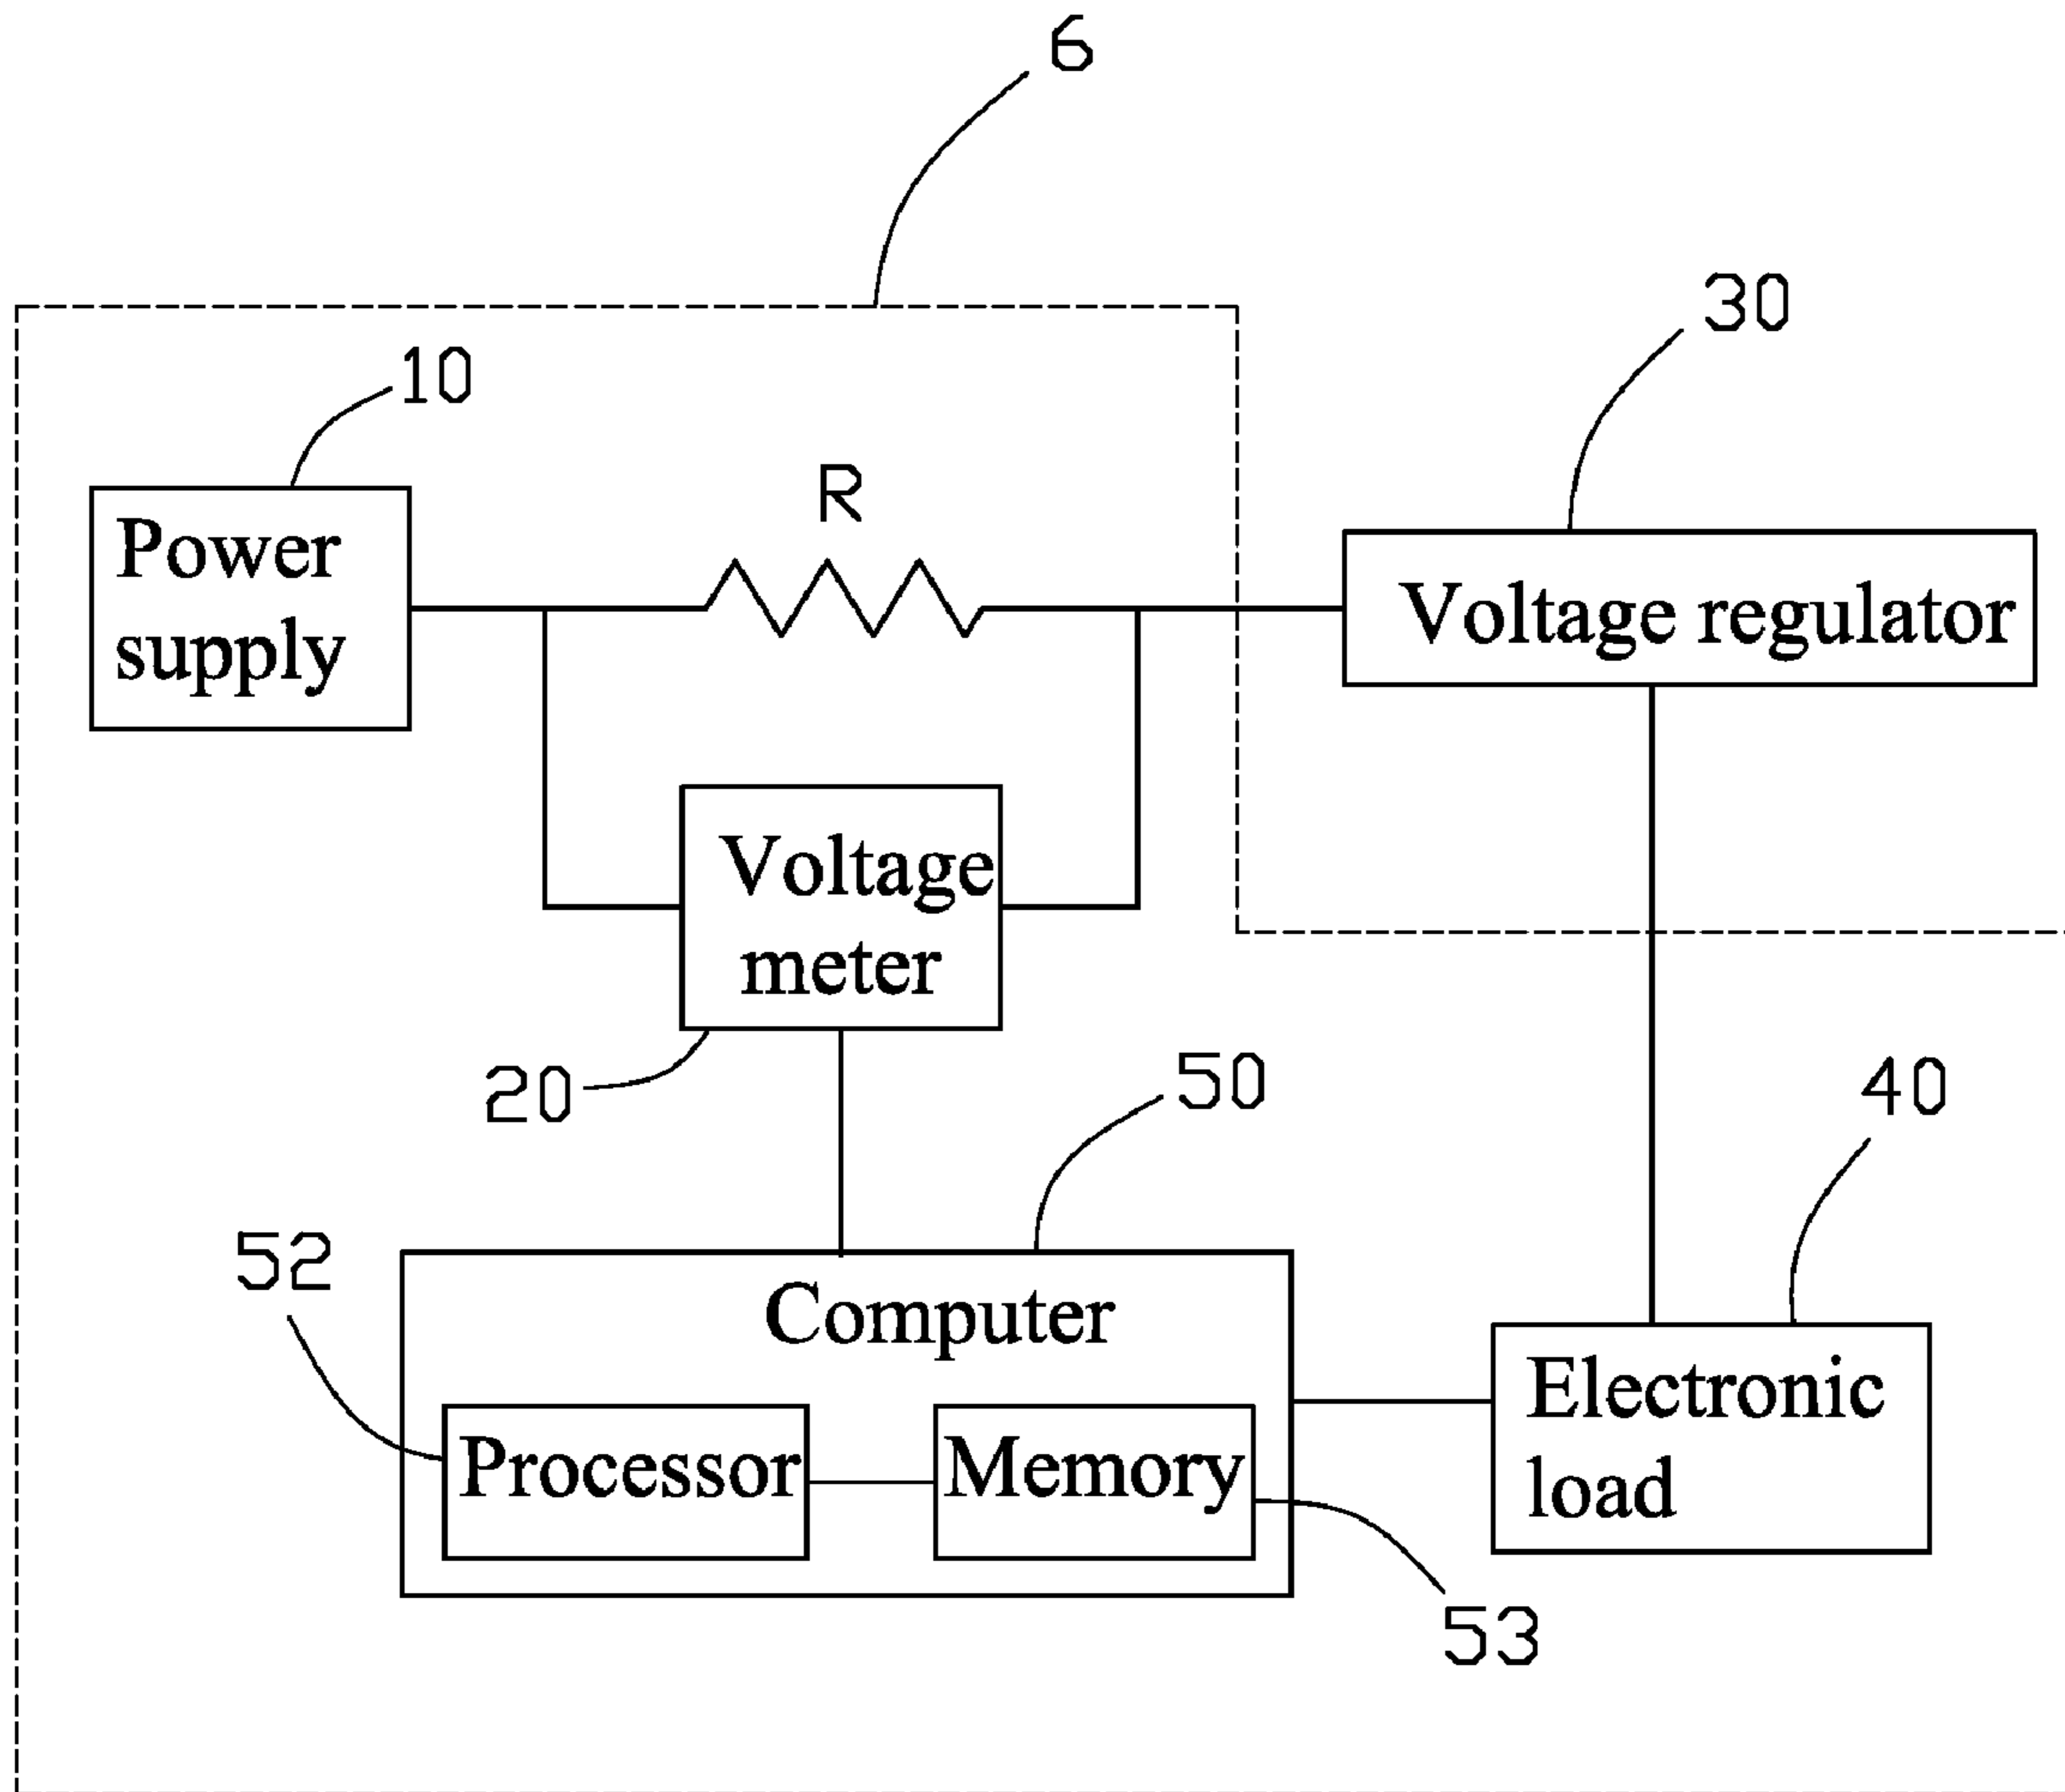 6
30
10
R
Power
supply
Voltage regulator
Voltage
meter
20
50
40
52
Computer
Electronic
load
Processor
Memory
53